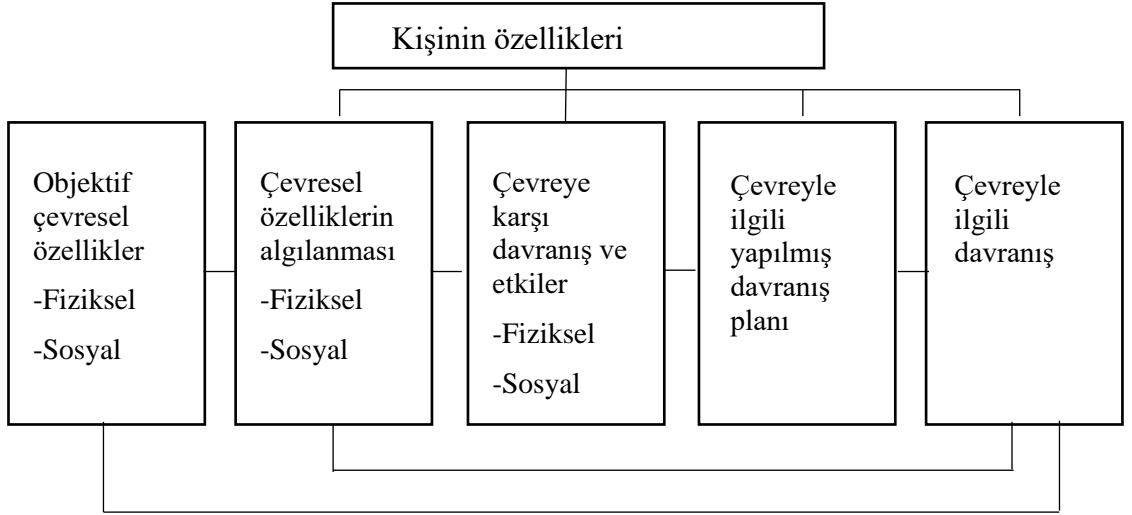 Kişinin özellikleri
Objektif
çevresel
özellikler
-Fiziksel
-Sosyal
Çevresel
özelliklerin
algılanması
-Fiziksel
-Sosyal
Çevreye
karşı
davranış ve
etkiler
-Fiziksel
-Sosyal
Çevreyle
ilgili
yapılmış
davranış
planı
Çevreyle
ilgili
davranış